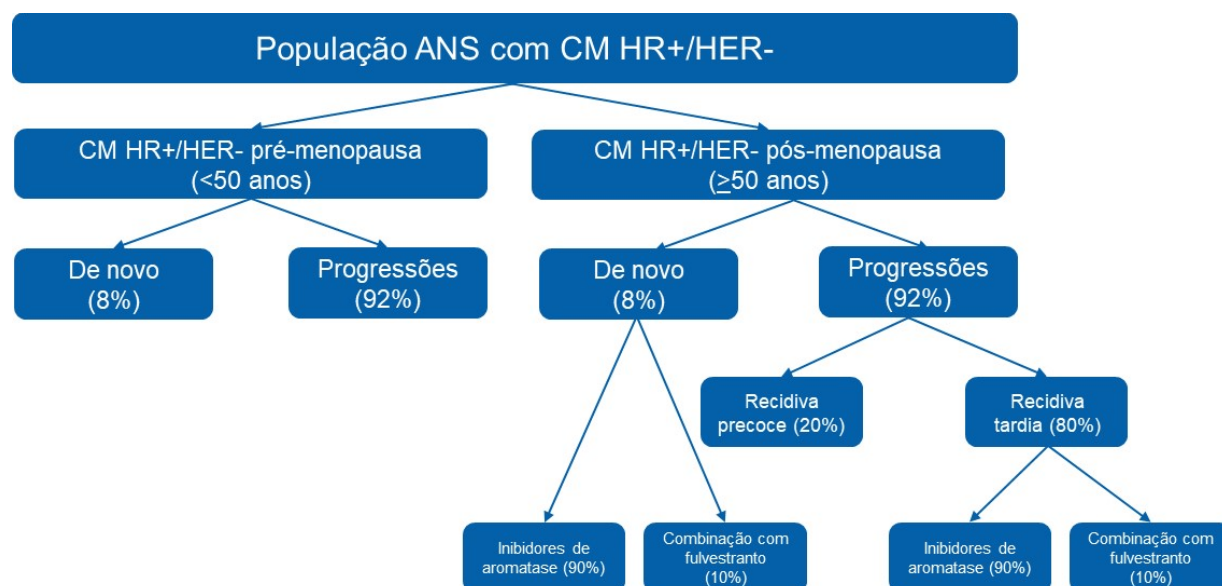 População ANS com CM HR+/HER-
CM HR+/HER- pré-menopausa
(<50 anos)
CM HR+/HER- pós-menopausa
(≥50 anos)
De novo
(8%)
Progressões
(92%)
De novo
(8%)
Progressões
(92%)
Recidiva
precoce (20%)
Recidiva
tardia (80%)
Inibidores de
aromatase (90%)
Combinação com
fulvestranto
(10%)
Inibidores de
aromatase (90%)
Combinação com
fulvestranto
(10%)